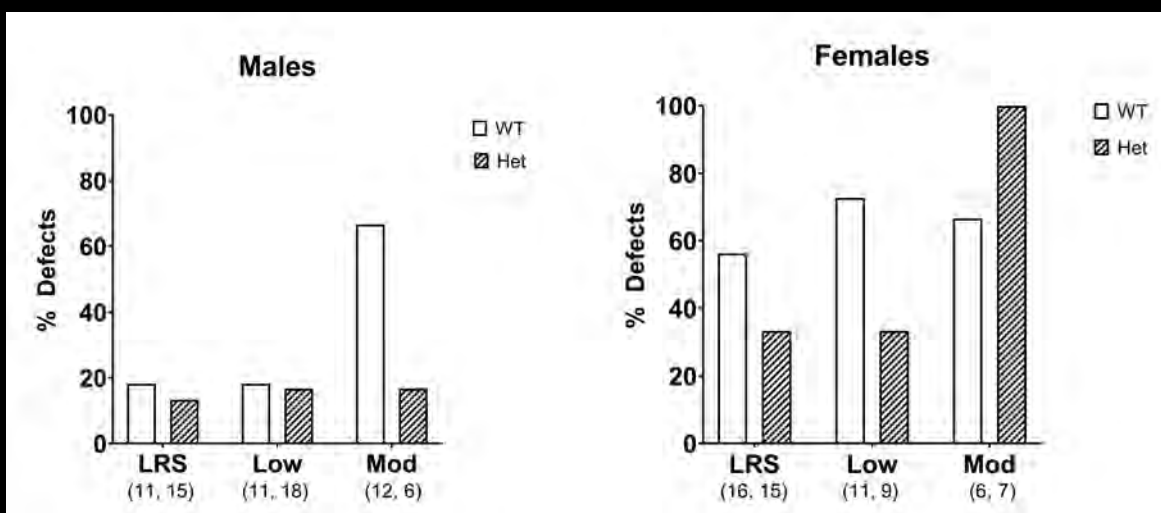 Males
100
80
60
40
20
0
% Defects
WT
Het
LRS Low Mod
(11, 15) (11, 18) (12, 6)
Females
100
80
60
40
20
0
% Defects
WT
Het
LRS Low Mod
(16, 15) (11, 9) (6, 7)